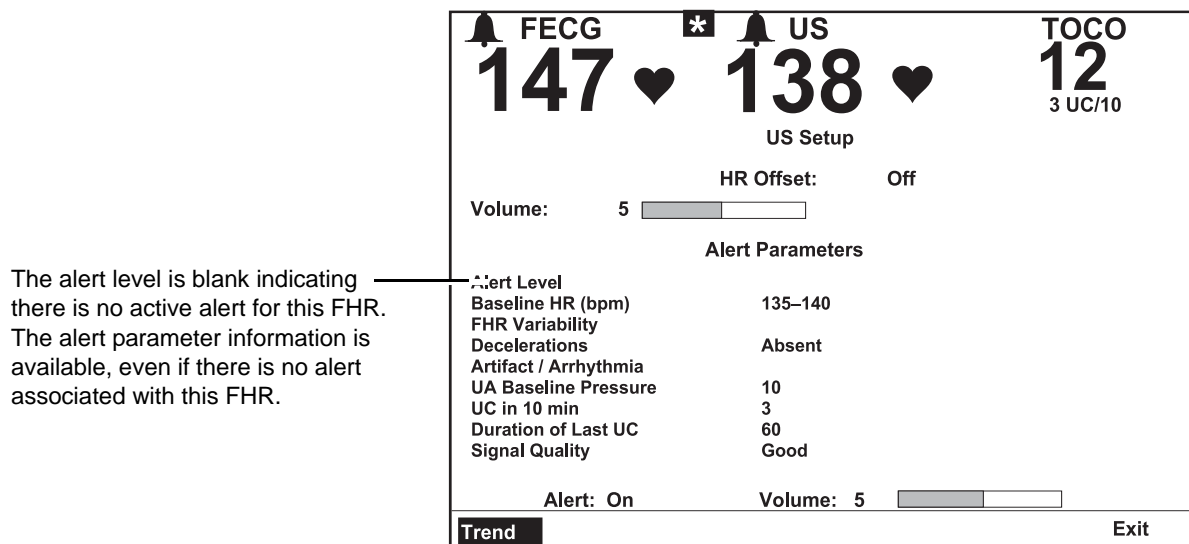 FECG * US TOCO
147 138 12
3 UC/10
US Setup
HR Offset: Off
Volume: 5
Alert Parameters
Alert Level
Baseline HR (bpm) 135–140
FHR Variability
Decelerations Absent
Artifact / Arrhythmia
UA Baseline Pressure 10
UC in 10 min 3
Duration of Last UC 60
Signal Quality Good
Alert: On Volume: 5
Trend Exit
The alert level is blank indicating
there is no active alert for this FHR.
The alert parameter information is
available, even if there is no alert
associated with this FHR.